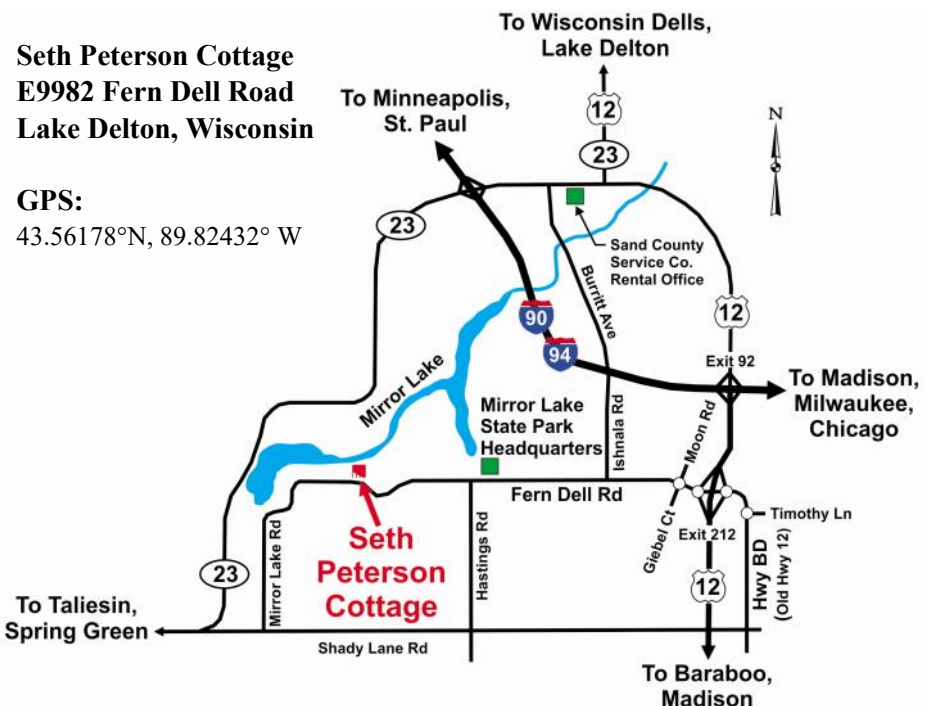 Seth Peterson Cottage
E9982 Fern Dell Road
Lake Delton, Wisconsin
GPS:
43.56178°N, 89.82432° W
To Wisconsin Dells,
Lake Delton
12
23
To Minneapolis,
St. Paul
N
23
Sand County
Service Co.
Rental Office
Burritt Ave
90
94
12
Exit 92
To Madison,
Milwaukee,
Chicago
Mirror Lake
Mirror Lake
State Park
Headquarters
Ishnala Rd
Moon Rd
Fern Dell Rd
Giebel Ct
Exit 212
Timothy Ln
Hwy BD
(Old Hwy 12)
Mirror Lake Rd
Seth
Peterson
Cottage
Hastings Rd
23
12
To Taliesin,
Spring Green
Shady Lane Rd
To Baraboo,
Madison